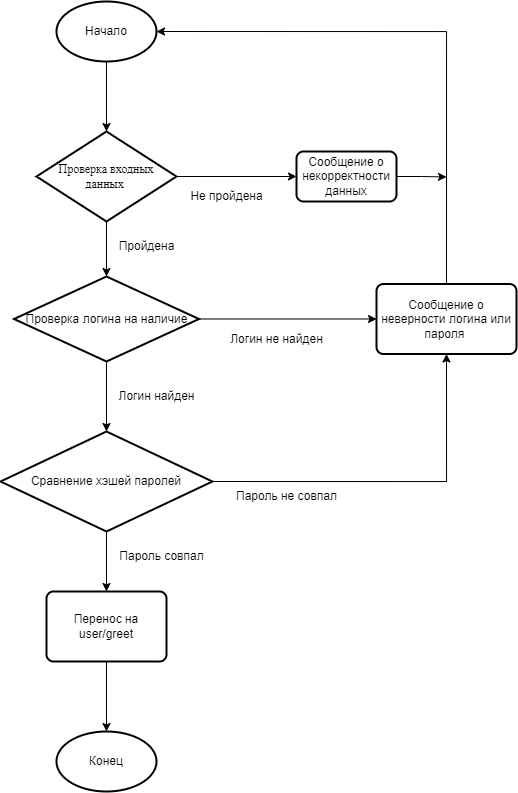 Начало
Проверка входных
данных
Сообщение о
некорректности
данных
Не пройдена
Пройдена
Проверка логина на наличие
Логин не найден
Сообщение о
неверности логина или
пароля
Логин найден
Сравнение хэшей паролей
Пароль не совпал
Пароль совпал
Перенос на
user/greet
Конец